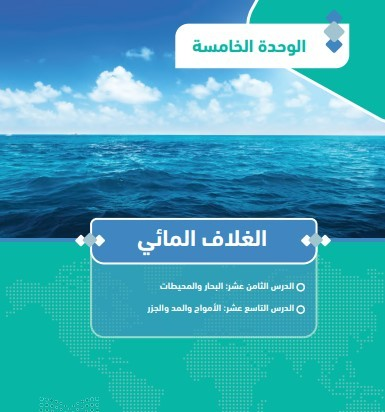 الوحدة الخامسة
الغلاف المائي
الدرس الثامن عشر: البحار والمحيطات
الدرس التاسع عشر: الأمواج والمد والجزر